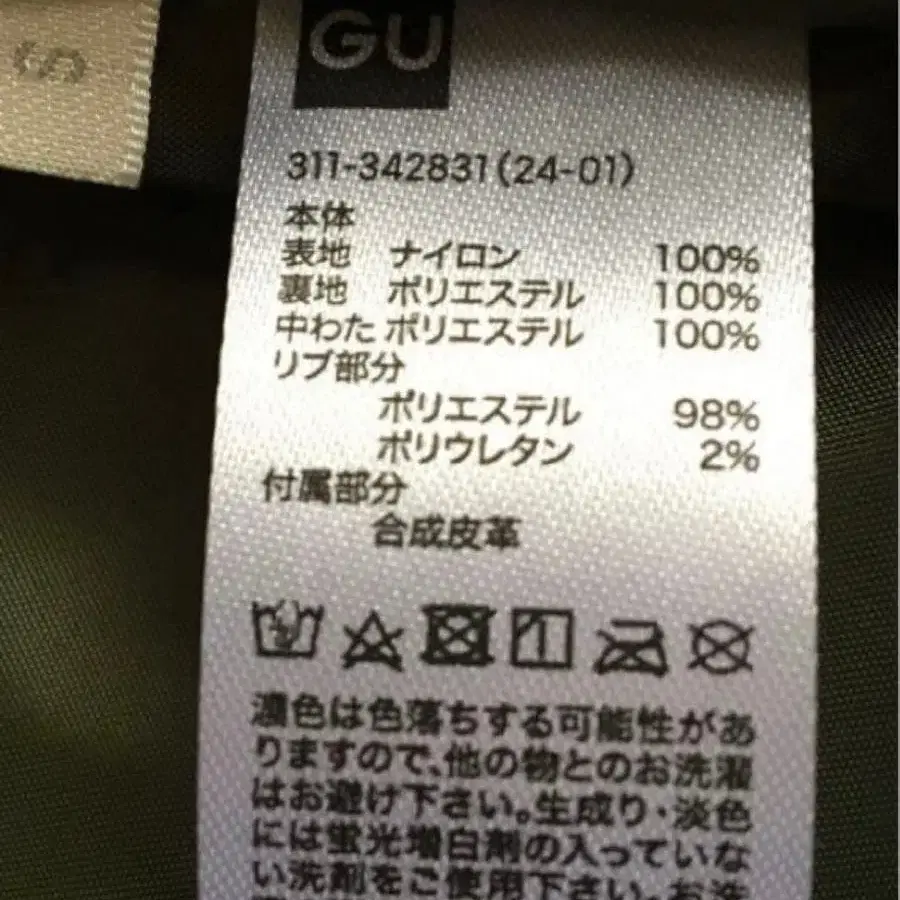 S
GU
311-342831(24-01)
本体
表地 ナイロン 100%
裏地 ポリエステル 100%
中わた ポリエステル 100%
リブ部分
ポリエステル 98%
ポリウレタン 2%
付属部分
合成皮革
濃色は色落ちする可能性があ
りますので、他の物とのお洗濯
はお避け下さい。生成り・淡色
には蛍光増白剤の入っていな
い洗剤をご使用下さい。お洗